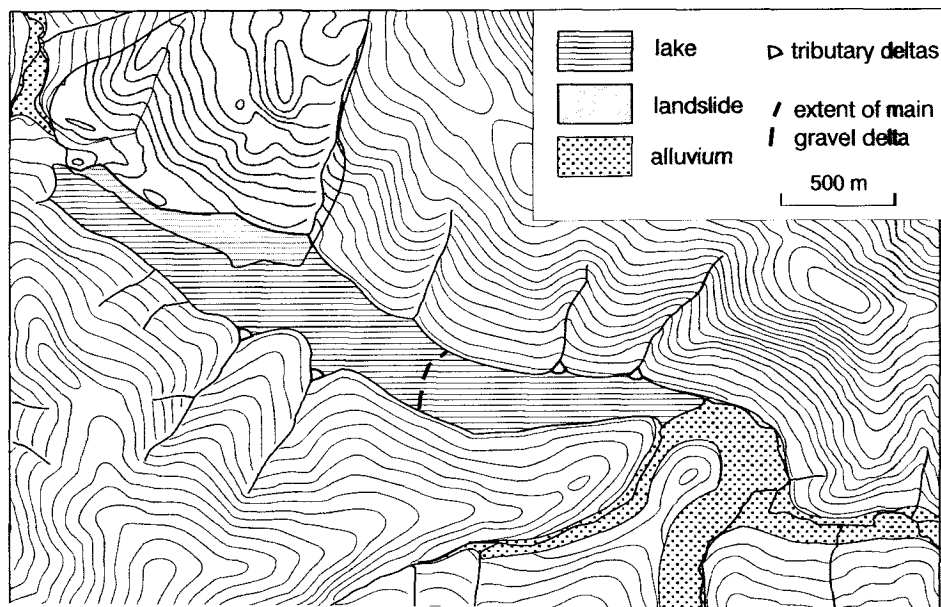 lake
landslide
alluvium
tributary deltas
extent of main
gravel delta
500 m